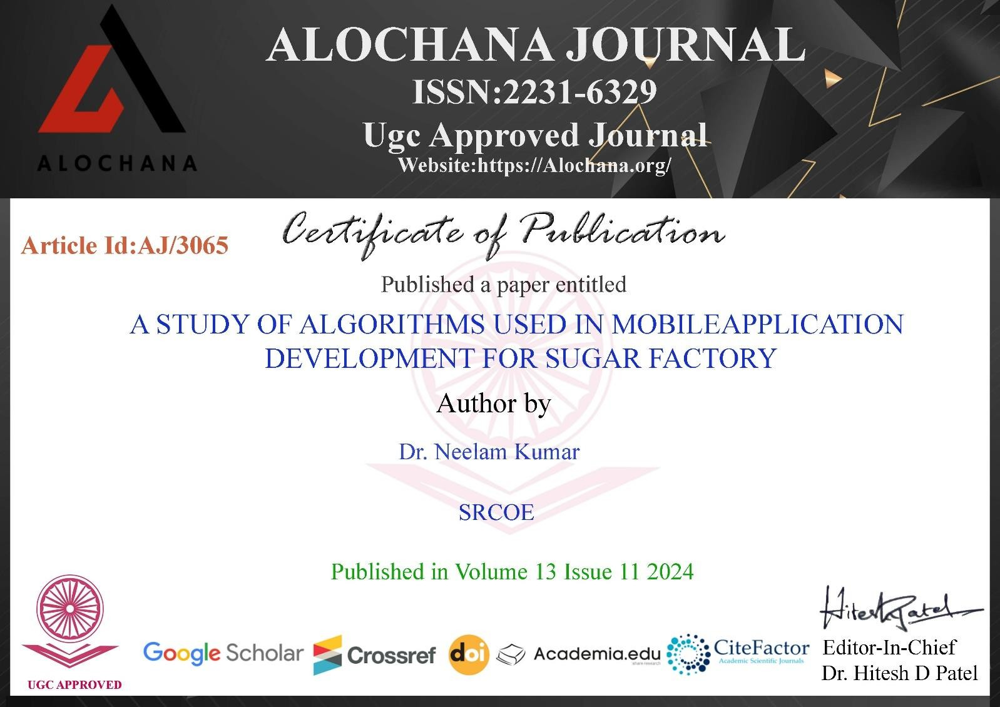 ALOCHANA JOURNAL
ISSN:2231-6329
Ugc Approved Journal
Website:https://Alochana.org/
ALOCHANA
Certificate of Publication
Article Id:AJ/3065
Published a paper entitled
A STUDY OF ALGORITHMS USED IN MOBILEAPPLICATION
DEVELOPMENT FOR SUGAR FACTORY
Author by
Dr. Neelam Kumar
SRCOE
Published in Volume 13 Issue 11 2024
UGC APPROVED
Google Scholar
Crossref
doi
Academia.edu
share research
CiteFactor
Academic Scientific Journals
Hitesh Patel
Editor-In-Chief
Dr. Hitesh D Patel